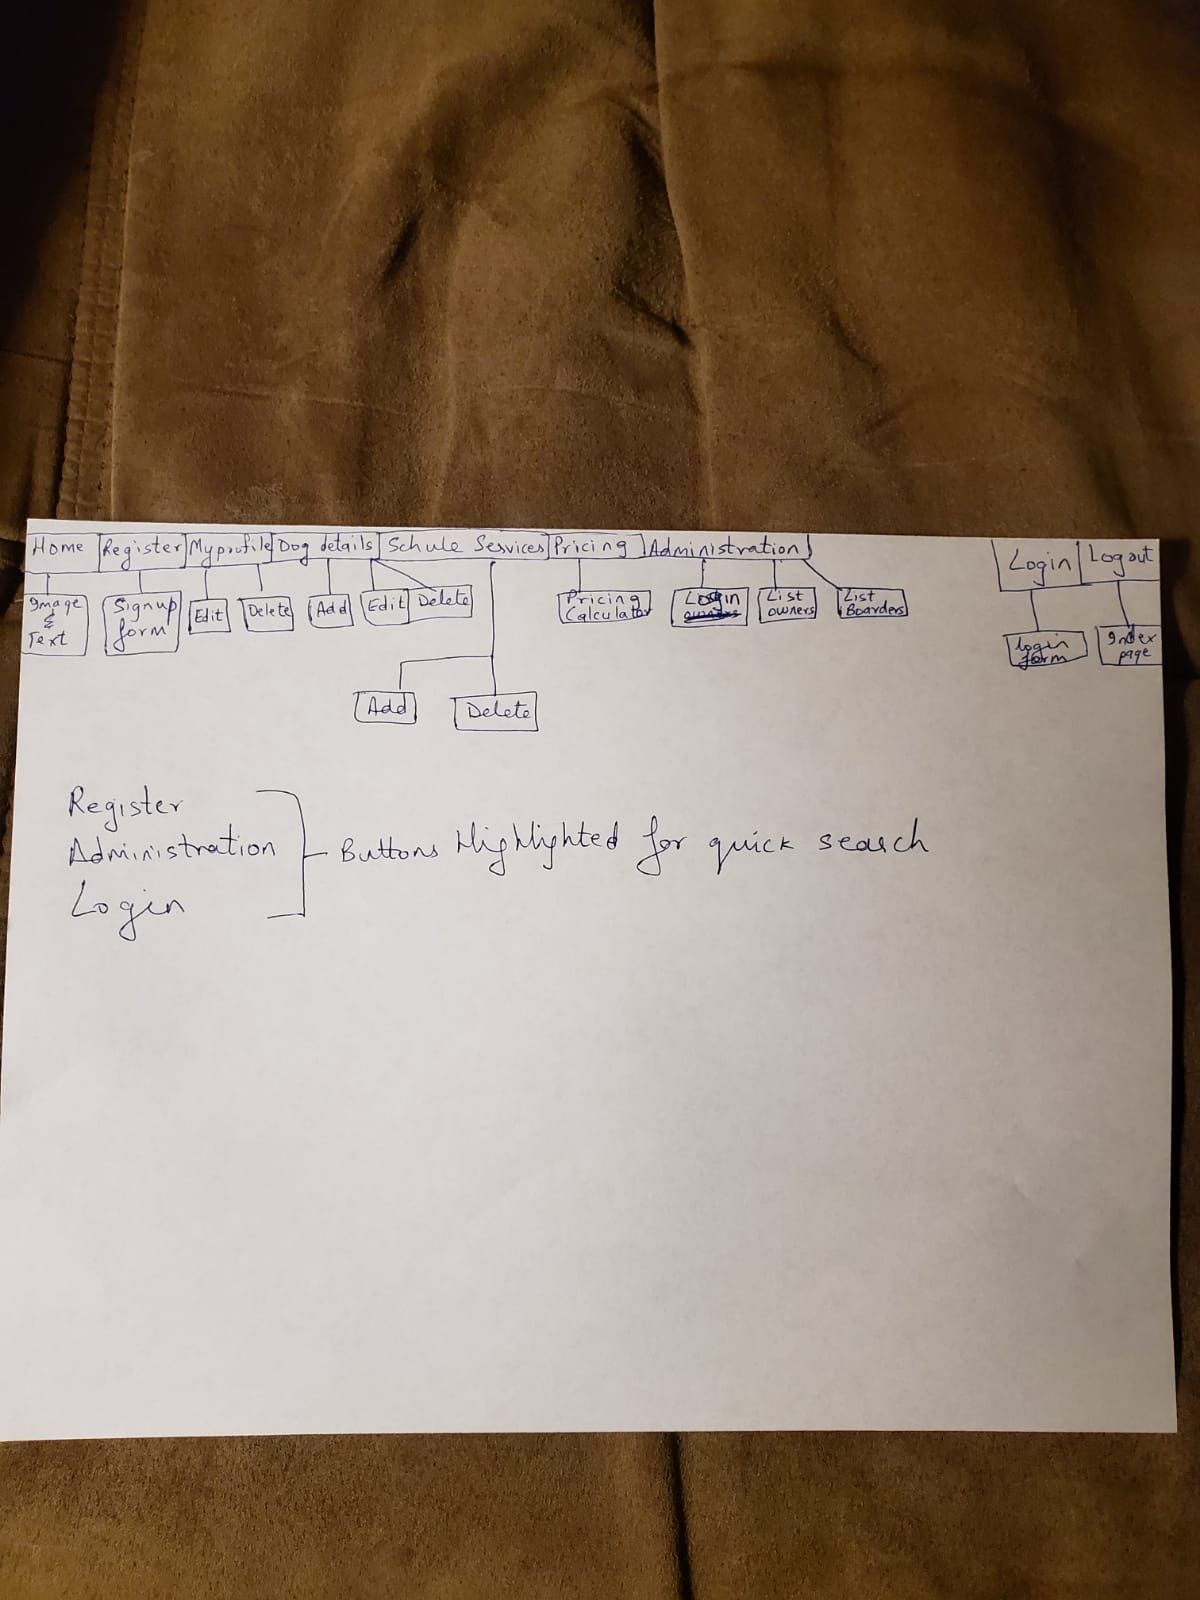 Home Register My profile Dog details Schule Services Pricing Administration Login Logout
Image
&
Text
Signup
form
Edit
Delete
Add
Edit
Delete
Pricing
Calculator
Login
List
owners
List
Boarders
login
form
Index
page
Add
Delete
Register
Administration
Login
Buttons Highlighted for quick search